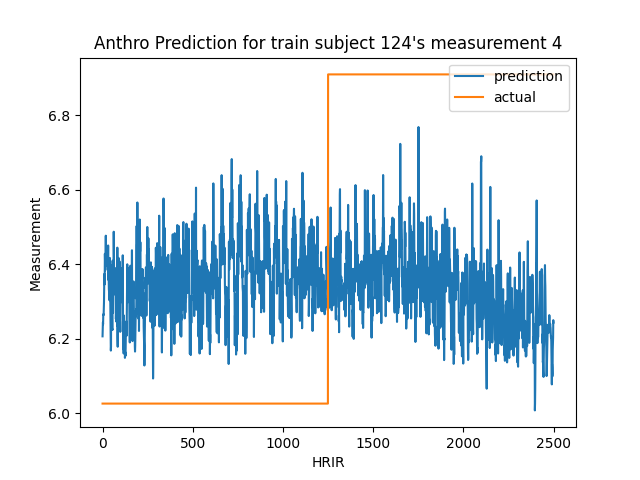 Anthro Prediction for train subject 124's measurement 4
prediction
actual
Measurement
6.8
6.6
6.4
6.2
6.0
0
500
1000
1500
2000
2500
HRIR